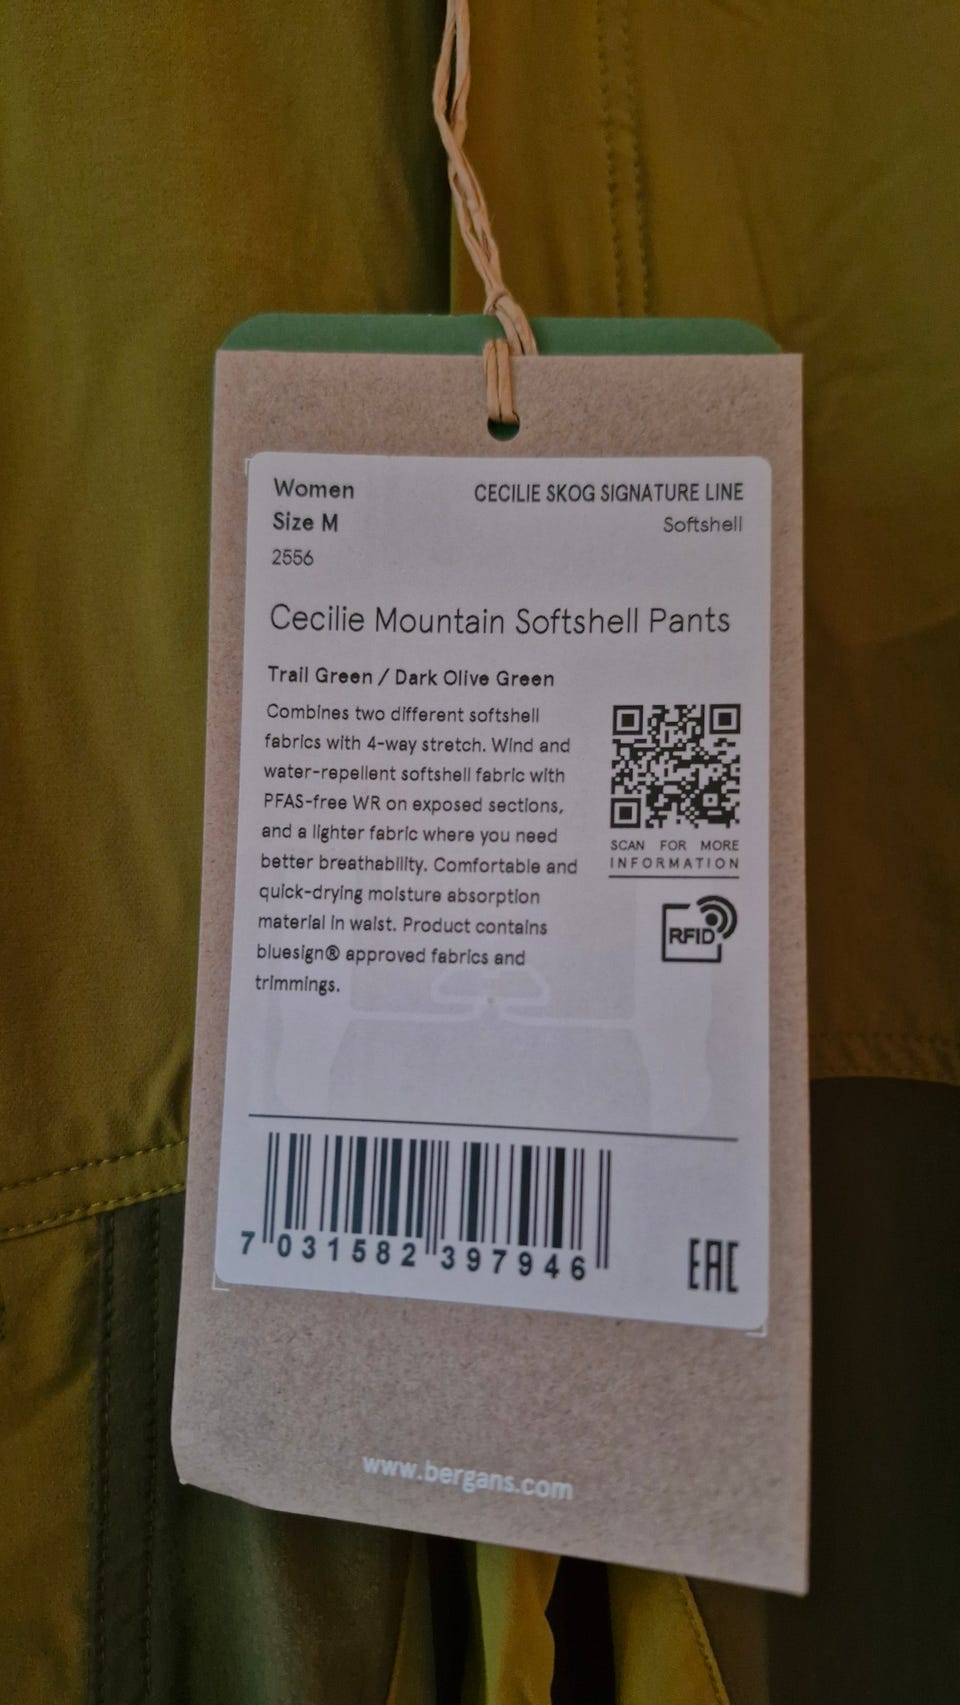 Women
CECILIE SKOG SIGNATURE LINE
Size M
Softshell
2556
Cecilie Mountain Softshell Pants
Trail Green / Dark Olive Green
Combines two different softshell
fabrics with 4-way stretch. Wind and
water-repellent softshell fabric with
PFAS-free WR on exposed sections,
and a lighter fabric where you need
better breathability. Comfortable and
quick-drying moisture absorption
material in waist. Product contains
bluesign® approved fabrics and
trimmings.
SCAN FOR MORE
INFORMATION
RFID
7 031582 397946
EAC
www.bergans.com